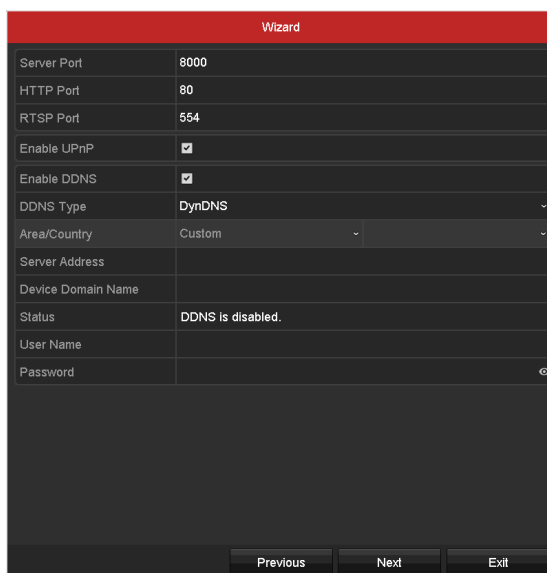 Wizard
Server Port 8000
HTTP Port 80
RTSP Port 554
Enable UPnP
Enable DDNS
DDNS Type DynDNS
Area/Country Custom
Server Address
Device Domain Name
Status DDNS is disabled.
User Name
Password
Previous Next Exit